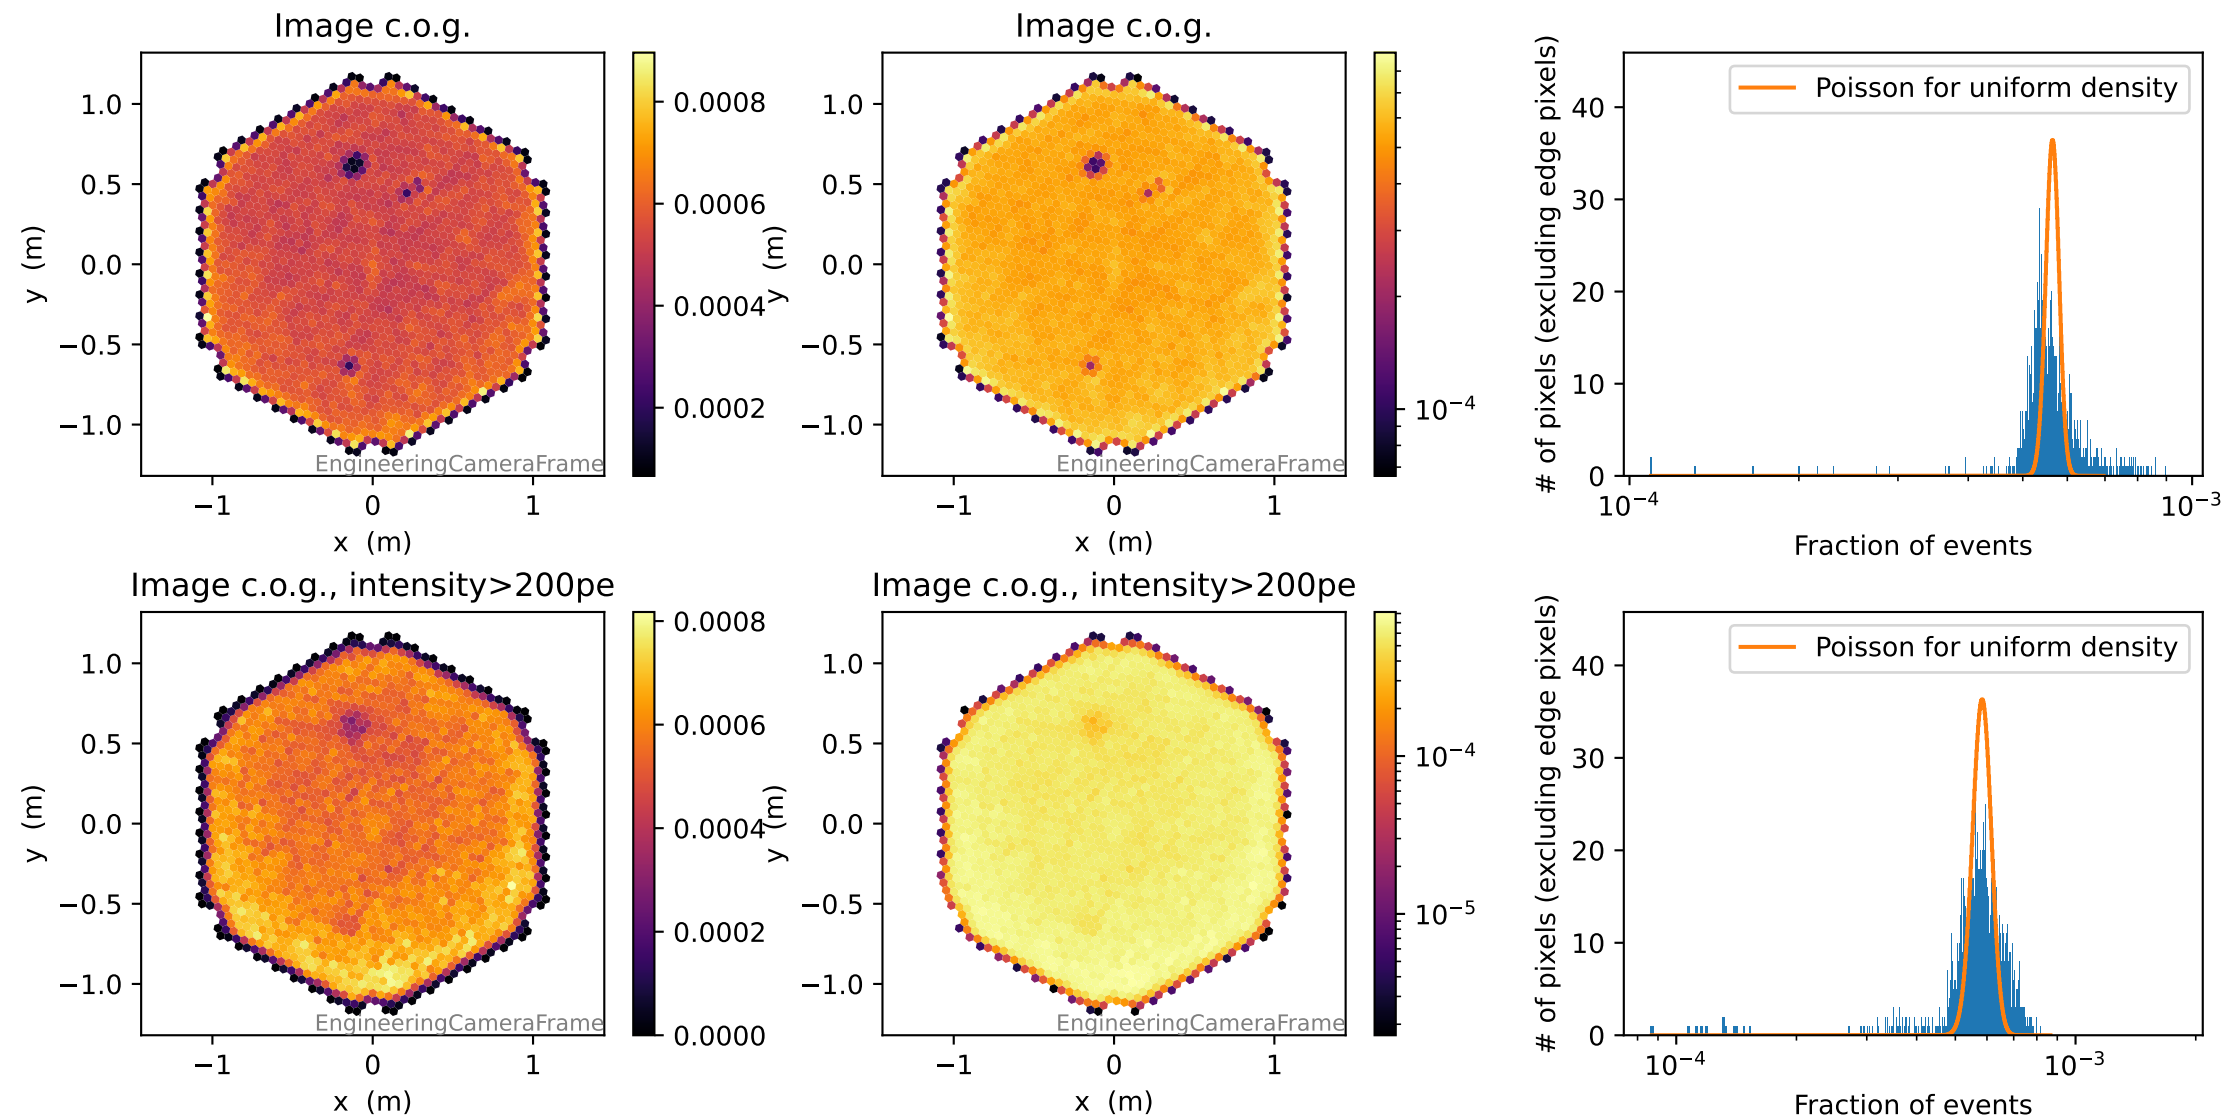 Image c.o.g.
1.0
0.5
0.0
−0.5
−1.0
y (m)
−1
0
1
x (m)
EngineeringCameraFrame
0.0008
0.0006
0.0004
0.0002
Image c.o.g.
1.0
0.5
0.0
−0.5
−1.0
y (m)
−1
0
1
x (m)
EngineeringCameraFrame
10⁻⁴
Poisson for uniform density
# of pixels (excluding edge pixels)
40
30
20
10
0
10⁻⁴
10⁻³
Fraction of events
Image c.o.g., intensity>200pe
1.0
0.5
0.0
−0.5
−1.0
y (m)
−1
0
1
x (m)
EngineeringCameraFrame
0.0008
0.0006
0.0004
0.0002
0.0000
Image c.o.g., intensity>200pe
1.0
0.5
0.0
−0.5
−1.0
y (m)
−1
0
1
x (m)
EngineeringCameraFrame
10⁻⁴
10⁻⁵
Poisson for uniform density
# of pixels (excluding edge pixels)
40
30
20
10
0
10⁻⁴
10⁻³
Fraction of events